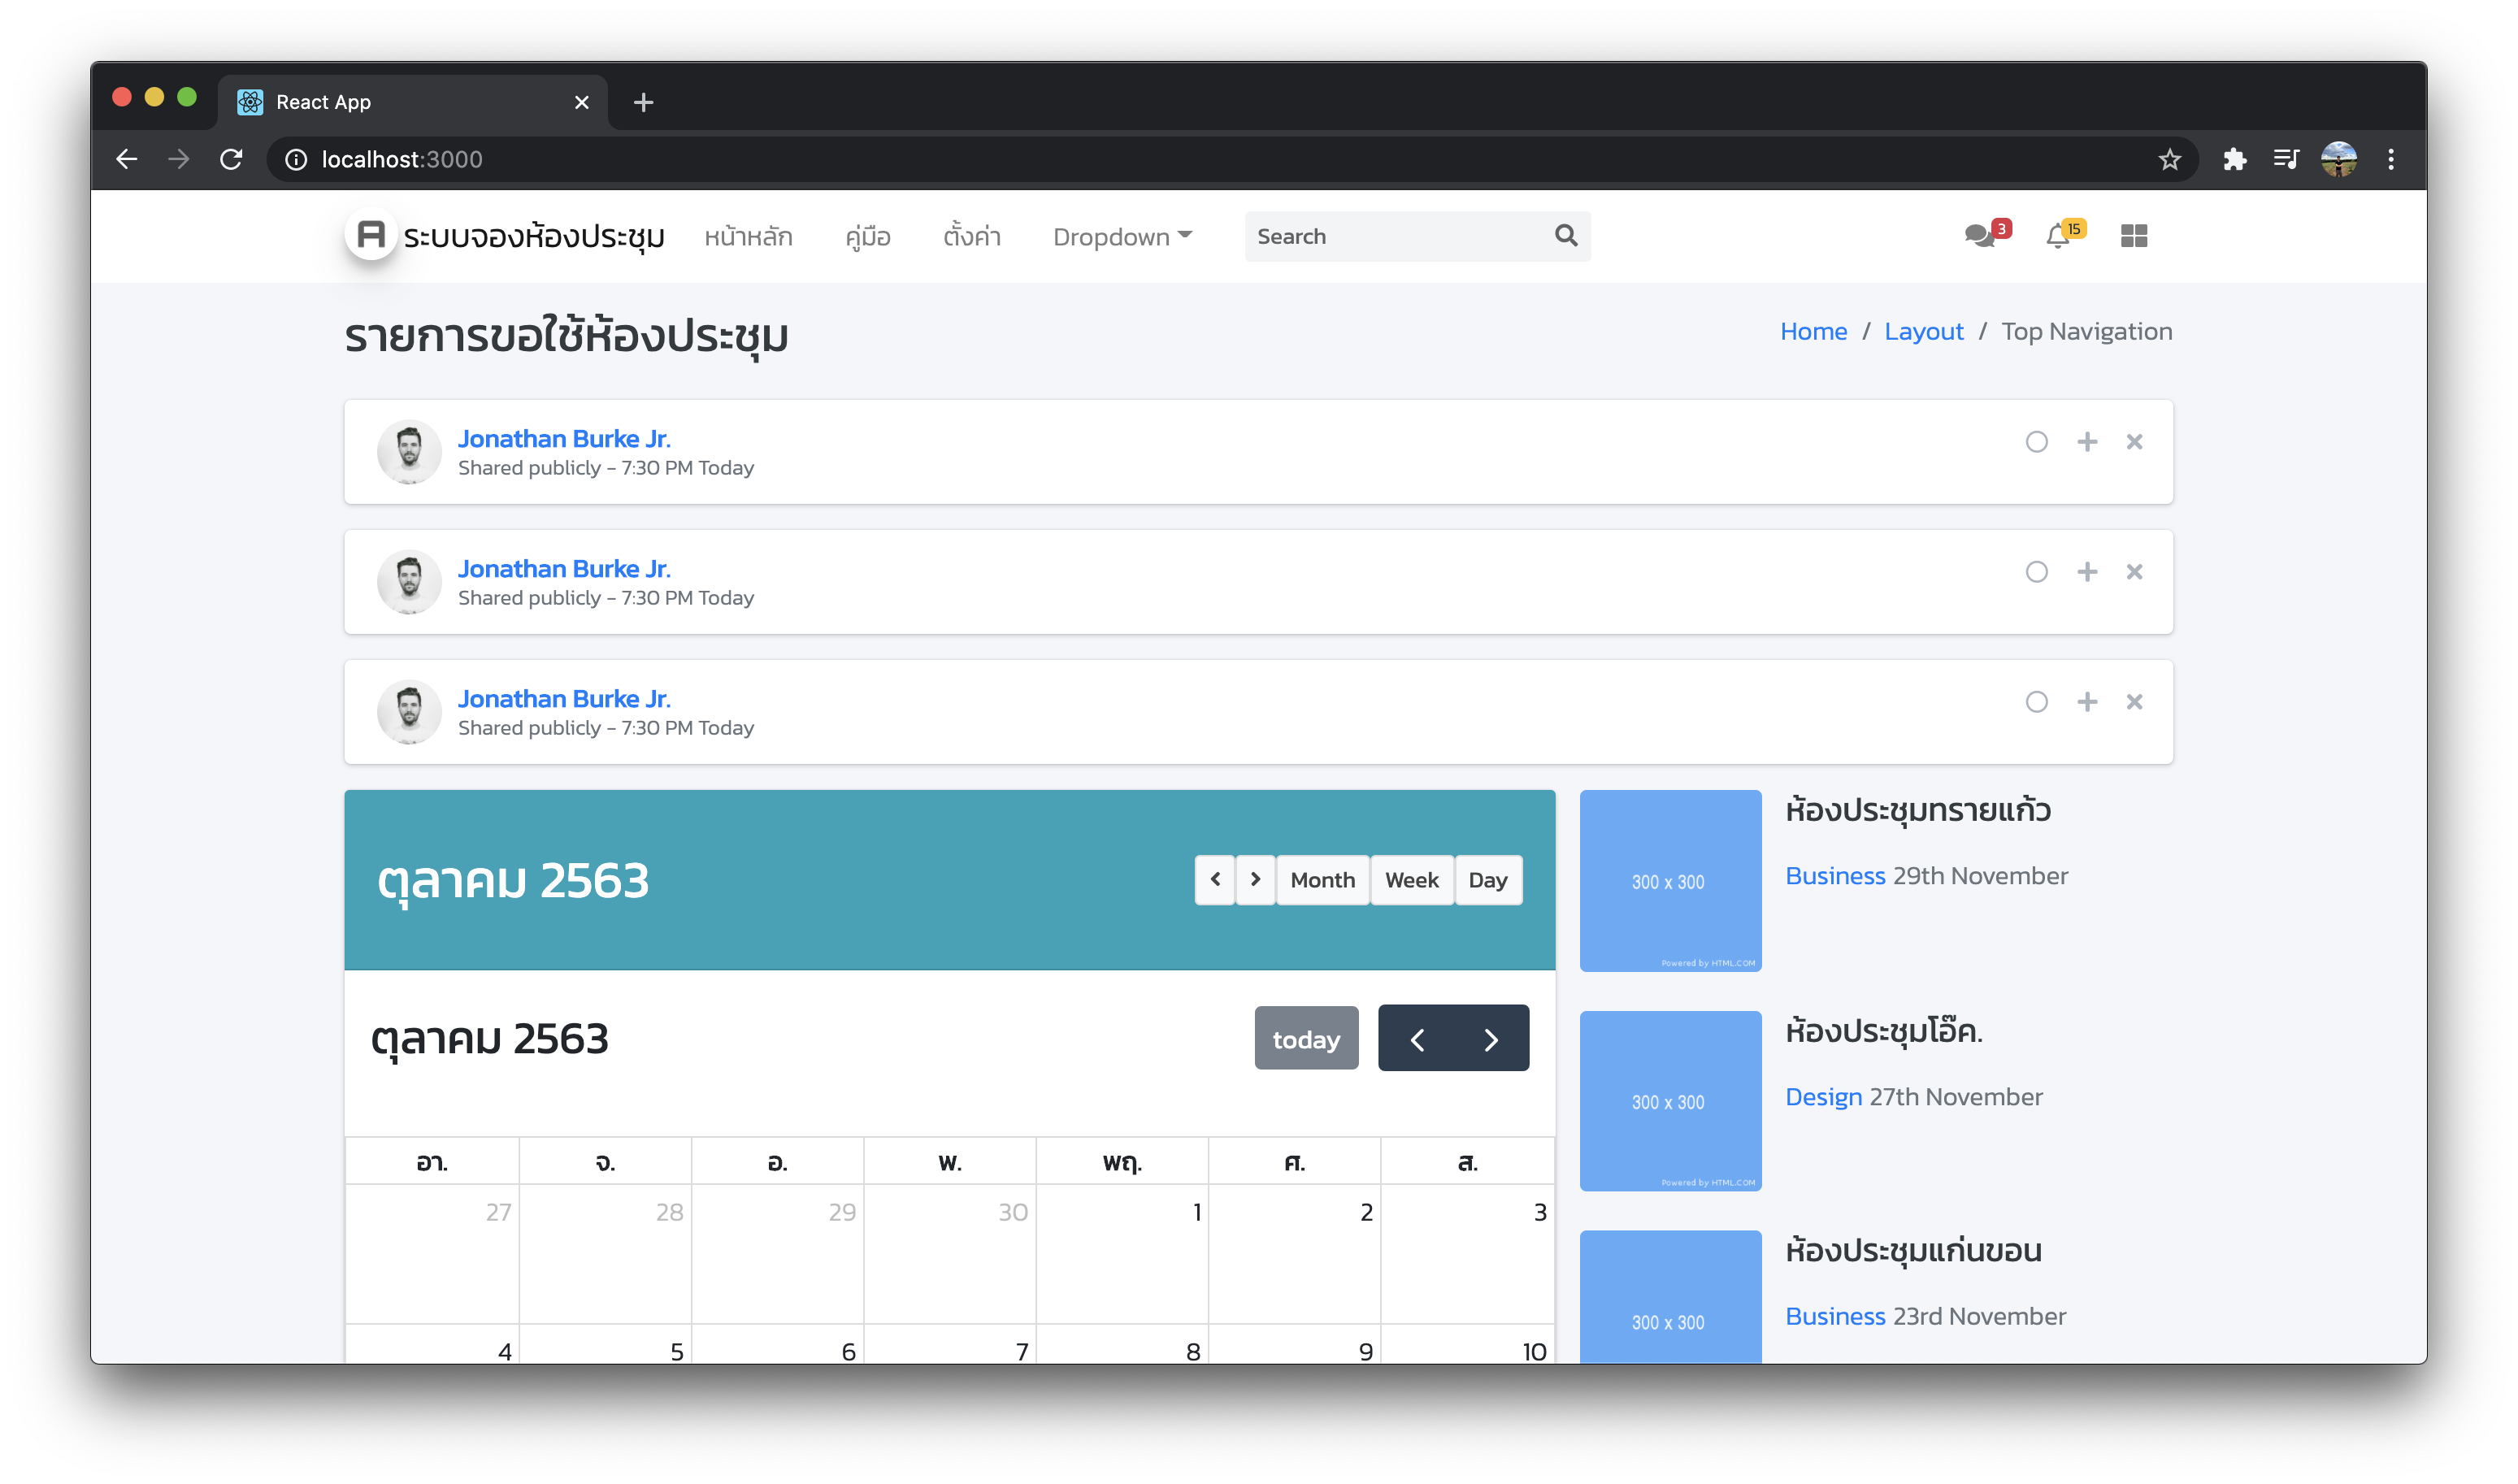 React App
localhost:3000
ระบบจองห้องประชุม หน้าหลัก คู่มือ ตั้งค่า Dropdown Search 3 15
รายการขอใช้ห้องประชุม
Home / Layout / Top Navigation
Jonathan Burke Jr.
Shared publicly - 7:30 PM Today
Jonathan Burke Jr.
Shared publicly - 7:30 PM Today
Jonathan Burke Jr.
Shared publicly - 7:30 PM Today
ตุลาคม 2563
Month Week Day
ตุลาคม 2563
today
อา. จ. อ. พ. พฤ. ศ. ส.
27 28 29 30 1 2 3
4 5 6 7 8 9 10
300 x 300
Powered by HTML.COM
ห้องประชุมทรายแก้ว
Business 29th November
300 x 300
Powered by HTML.COM
ห้องประชุมโอ๊ค.
Design 27th November
300 x 300
ห้องประชุมแก่นขอน
Business 23rd November